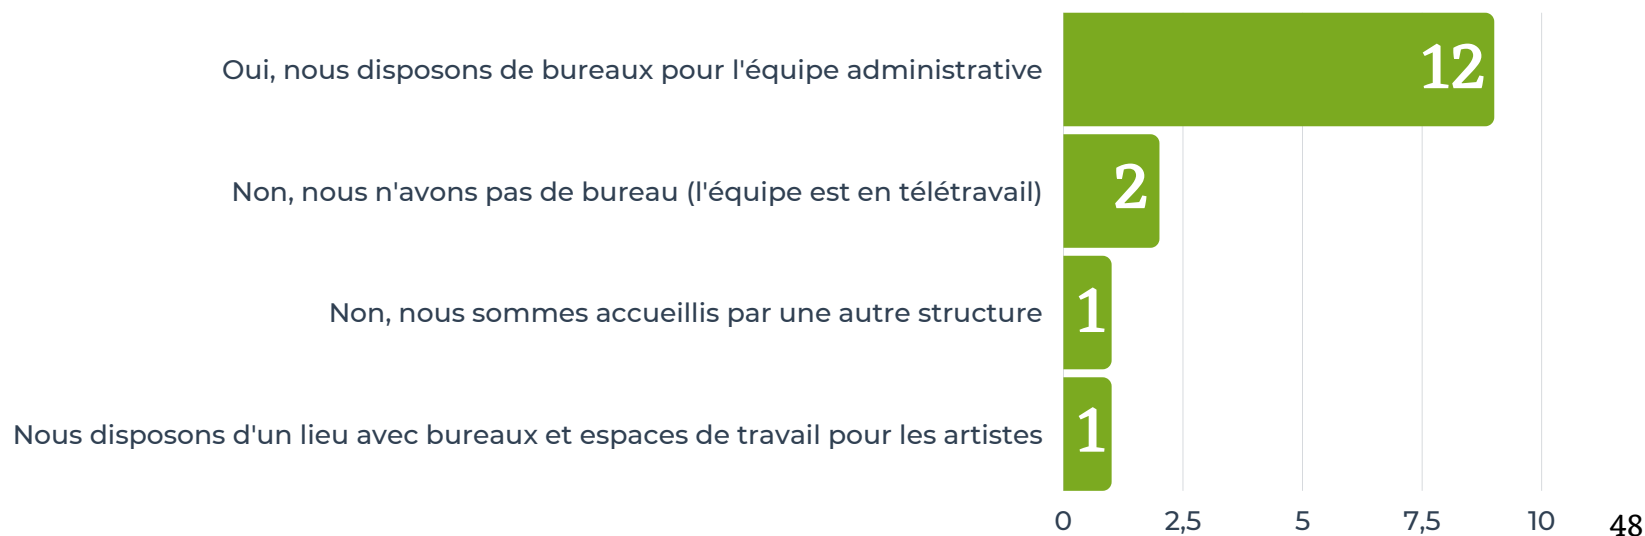 Oui, nous disposons de bureaux pour l'équipe administrative
12
Non, nous n'avons pas de bureau (l'équipe est en télétravail)
2
Non, nous sommes accueillis par une autre structure
1
Nous disposons d'un lieu avec bureaux et espaces de travail pour les artistes
1
0 2,5 5 7,5 10
48